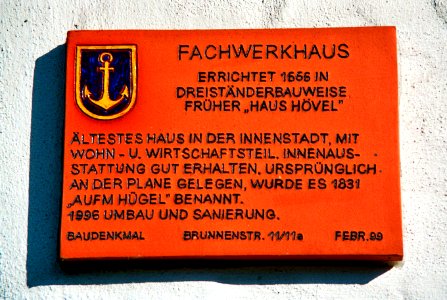 FACHWERKHAUS
ERRICHTET 1666 IN
DREISTÄNDERBAUWEISE.
FRÜHER „HAUS HÖVEL"
ÄLTESTES HAUS IN DER INNENSTADT, MIT
WOHN - U. WIRTSCHAFTSTEIL. INNENAUS-
STATTUNG GUT ERHALTEN. URSPRÜNGLICH
AN DER PLANE GELEGEN, WURDE ES 1831
„AUFM HÜGEL" BENANNT.
1996 UMBAU UND SANIERUNG.
BAUDENKMAL BRUNNENSTR. 11/11a FEBR. 99